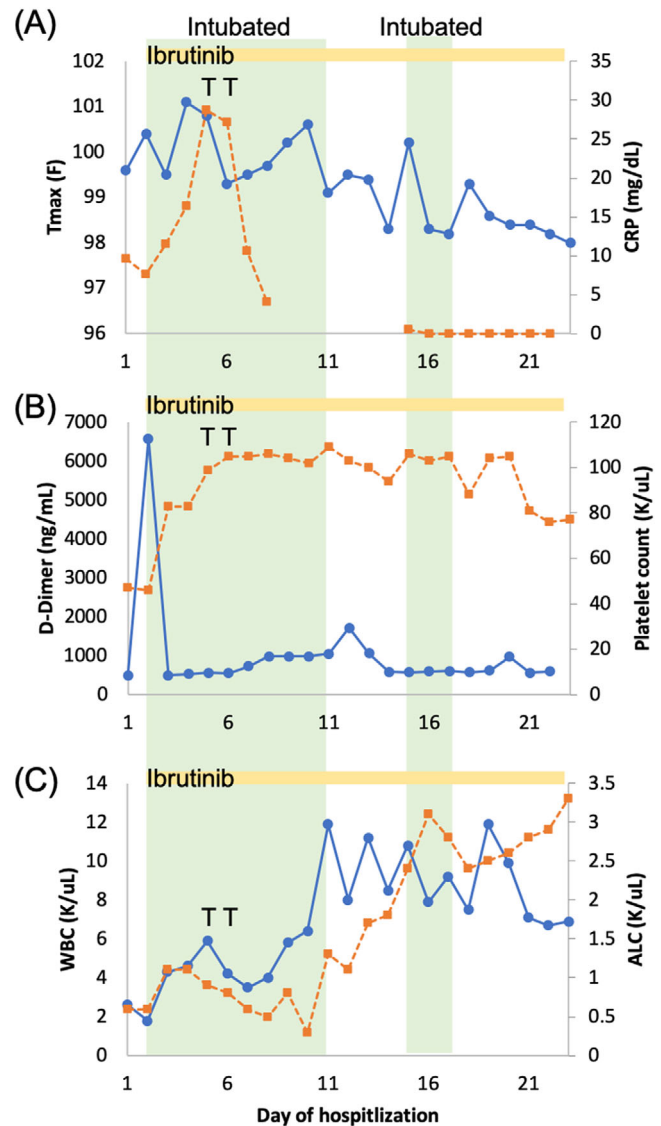 (A)
Intubated Intubated
Ibrutinib
T T
102
101
100
99
98
97
96
Tmax (F)
35
30
25
20
15
10
5
0
CRP (mg/dL)
1 6 11 16 21
(B)
Ibrutinib
T T
7000
6000
5000
4000
3000
2000
1000
0
D-Dimer (ng/mL)
120
100
80
60
40
20
0
Platelet count (K/uL)
1 6 11 16 21
(C)
Ibrutinib
T T
14
12
10
8
6
4
2
0
WBC (K/uL)
3.5
3
2.5
2
1.5
1
0.5
0
ALC (K/uL)
1 6 11 16 21
Day of hospitlization